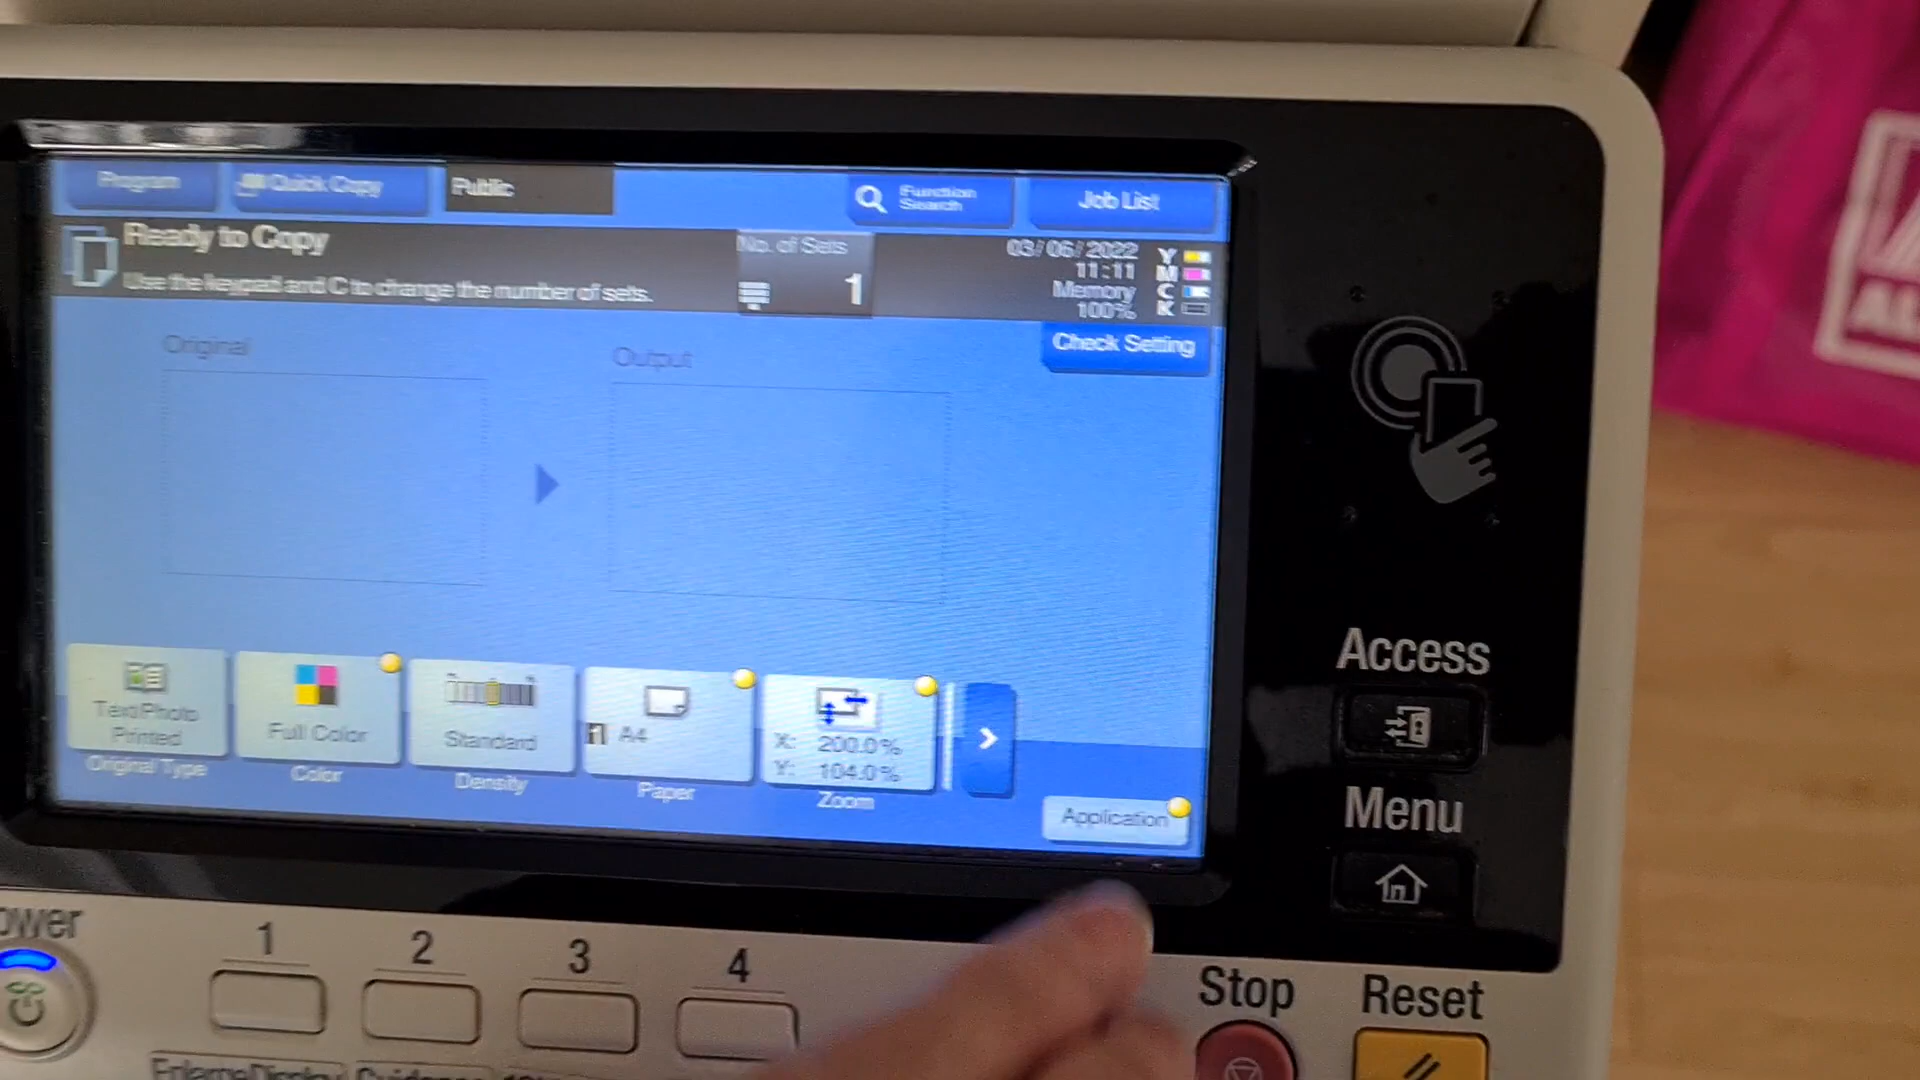 Program
Quick Copy
Public
Function
Search
Job List
Ready to Copy
Use the keypad and C to change the number of sets.
No. of Sets
1
03/06/2022
11:11
Memory
100%
Y
M
C
K
Check Setting
Original
Output
Text/Photo
Printed
Original Type
Full Color
Color
Standard
Density
1 A4
Paper
X: 200.0%
Y: 104.0%
Zoom
Application
Access
Menu
ower
1
2
3
4
Stop
Reset
Enlarge Display